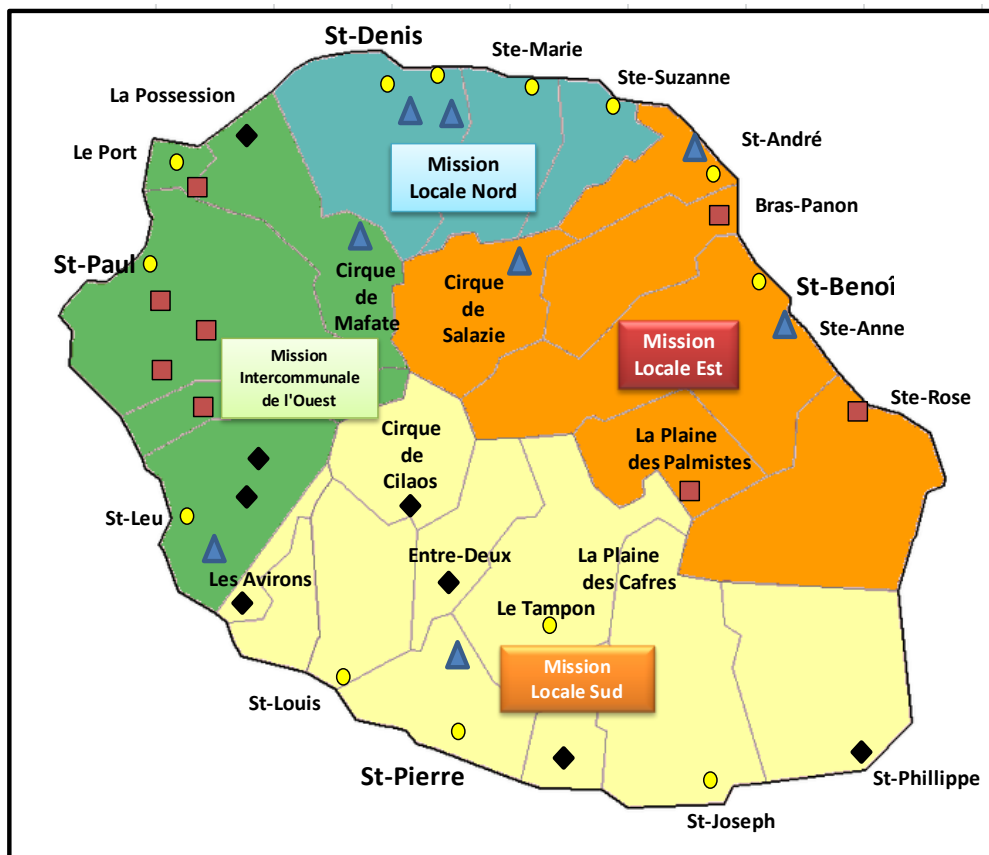 St-Denis
Ste-Marie
Ste-Suzanne
La Possession
Le Port
St-André
Mission
Locale Nord
Bras-Panon
St-Paul
Cirque
de
Mafate
Cirque
de
Salazie
St-Benoî
Ste-Anne
Mission
Intercommunale
de l'Ouest
Mission
Locale Est
Ste-Rose
Cirque
de
Cilaos
La Plaine
des Palmistes
St-Leu
Les Avirons
Entre-Deux
La Plaine
des Cafres
Le Tampon
Mission
Locale Sud
St-Louis
St-Pierre
St-Phillippe
St-Joseph